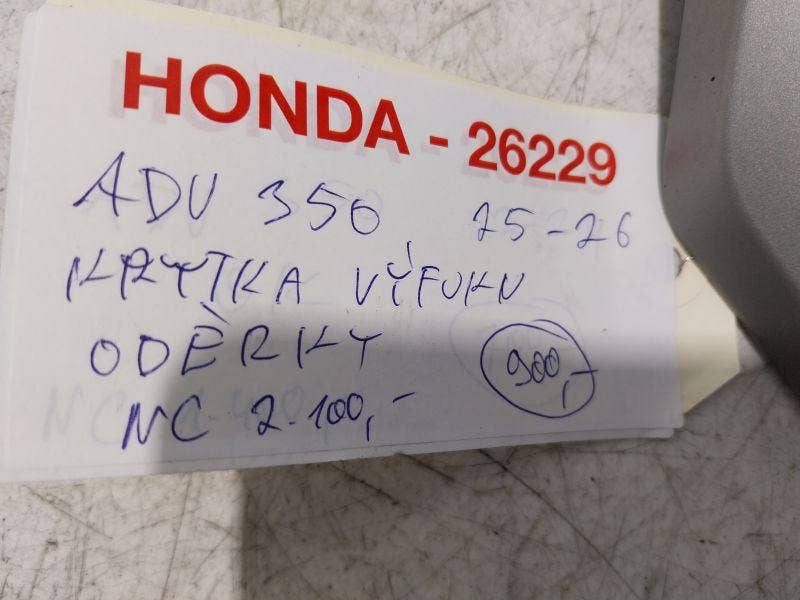 HONDA - 26229
ADV 350 25-26
KRYTKA VÝFUKU
ODĚRKY 900,-
NC 2.100,-